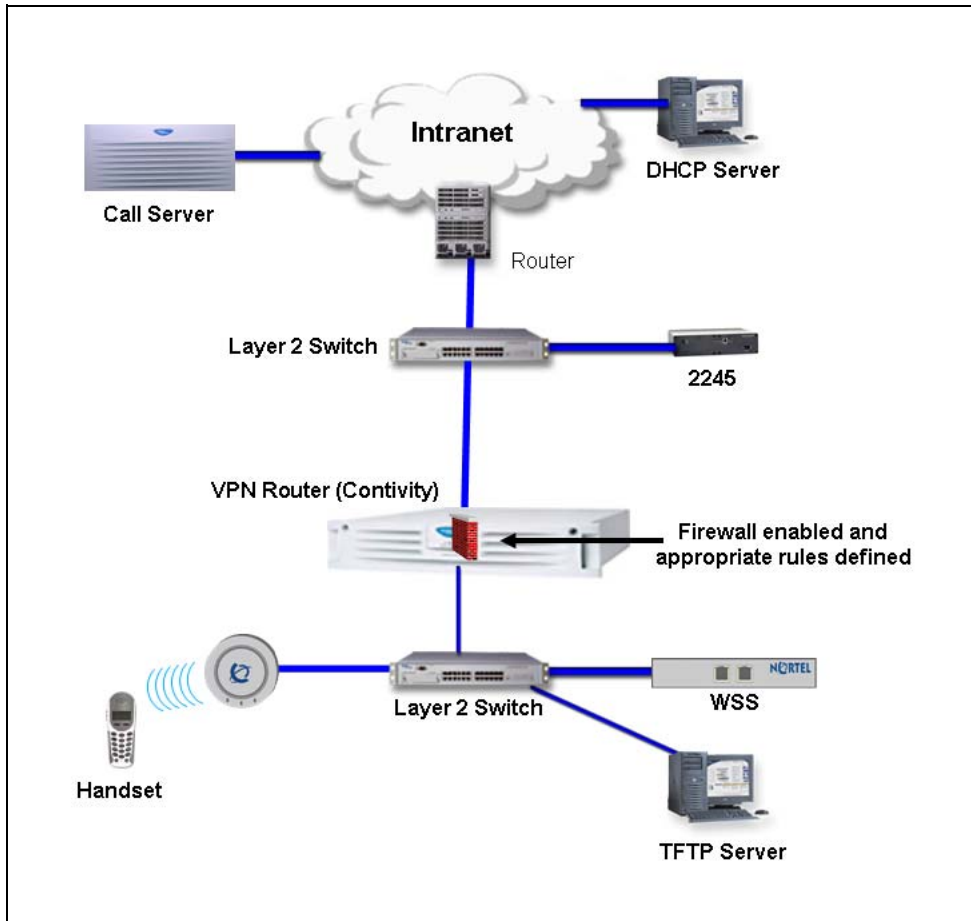 Intranet
DHCP Server
Call Server
Router
Layer 2 Switch
2245
VPN Router (Contivity)
Firewall enabled and
appropriate rules defined
NORTEL
WSS
Layer 2 Switch
Handset
TFTP Server